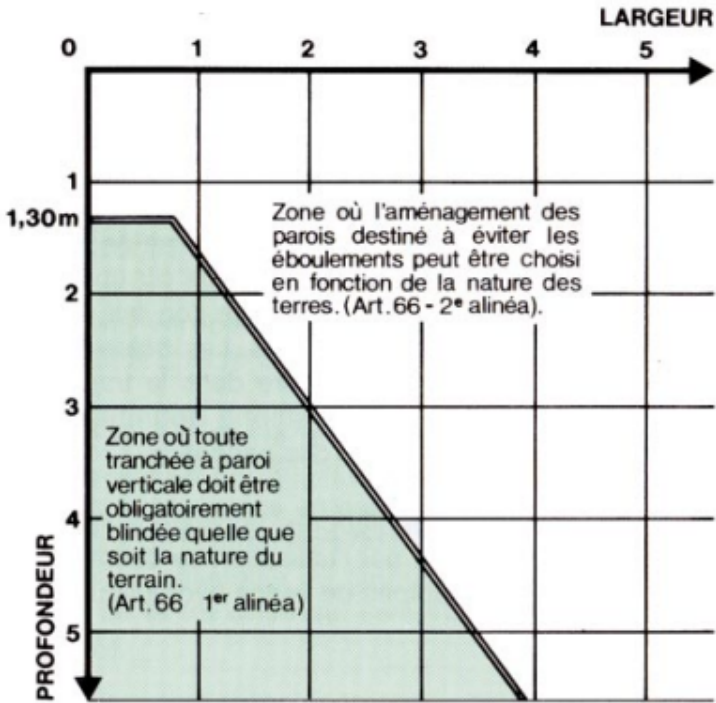 LARGEUR
0 1 2 3 4 5
1
1,30m
Zone où l'aménagement des
parois destiné à éviter les
éboulements peut être choisi
en fonction de la nature des
terres. (Art. 66 - 2e alinéa).
2
3
Zone où toute
tranchée à paroi
verticale doit être
obligatoirement
blindée quelle que
soit la nature du
terrain.
(Art. 66 1er alinéa)
4
5
PROFONDEUR